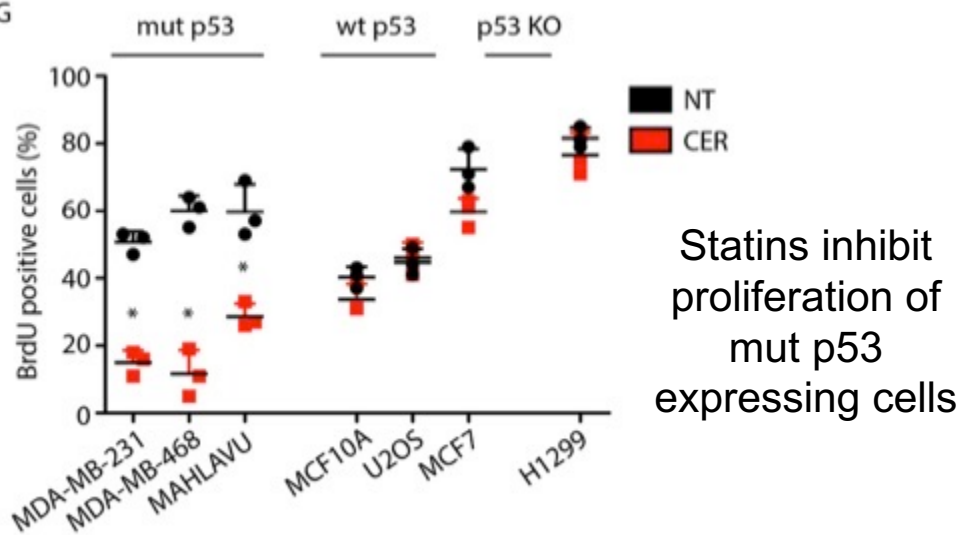 G
mut p53
wt p53
p53 KO
100
80
60
40
20
0
BrdU positive cells (%)
NT
CER
*
*
*
MDA-MB-231
MDA-MB-468
MAHLAVU
MCF10A
U2OS
MCF7
H1299
Statins inhibit
proliferation of
mut p53
expressing cells